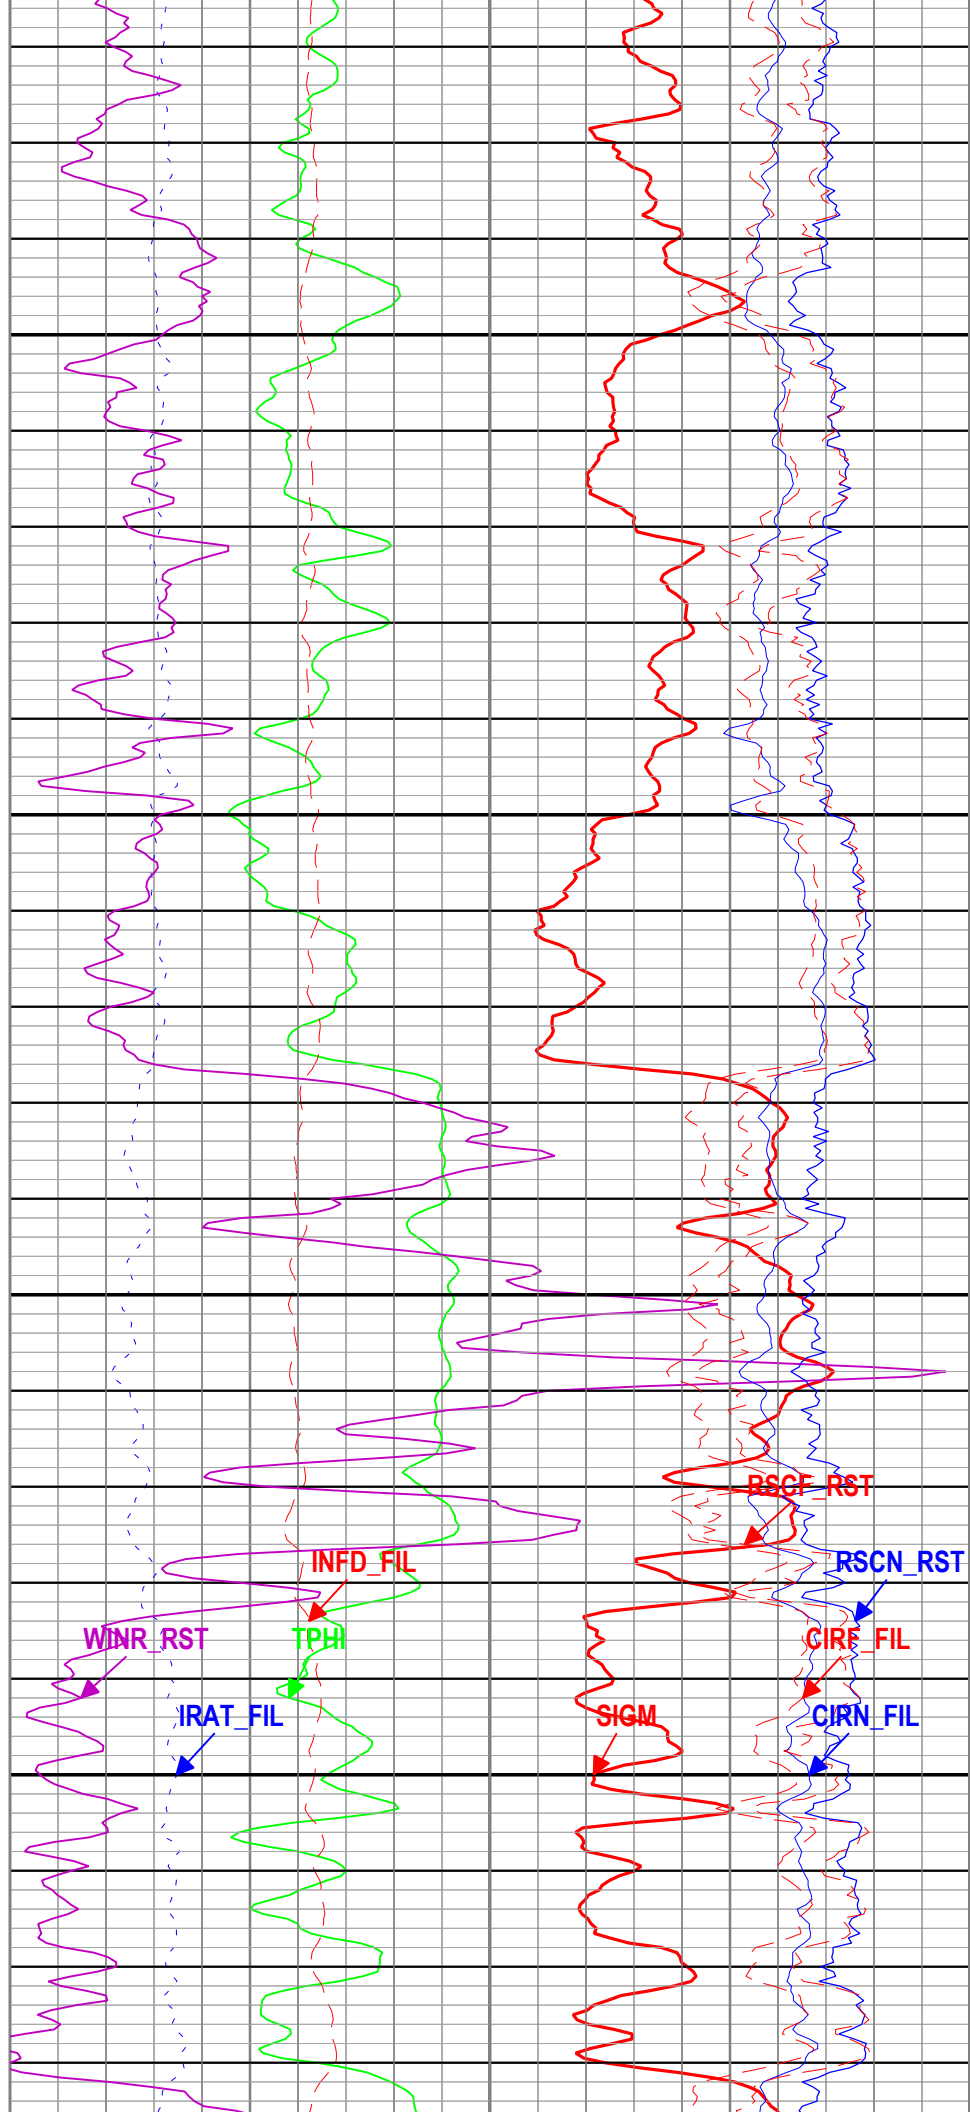 RSCF_RST
INFD_FIL
RSCN_RST
WINR_RST
TPHI
CIRF_FIL
IRAT_FIL
SIGM
CIRN_FIL